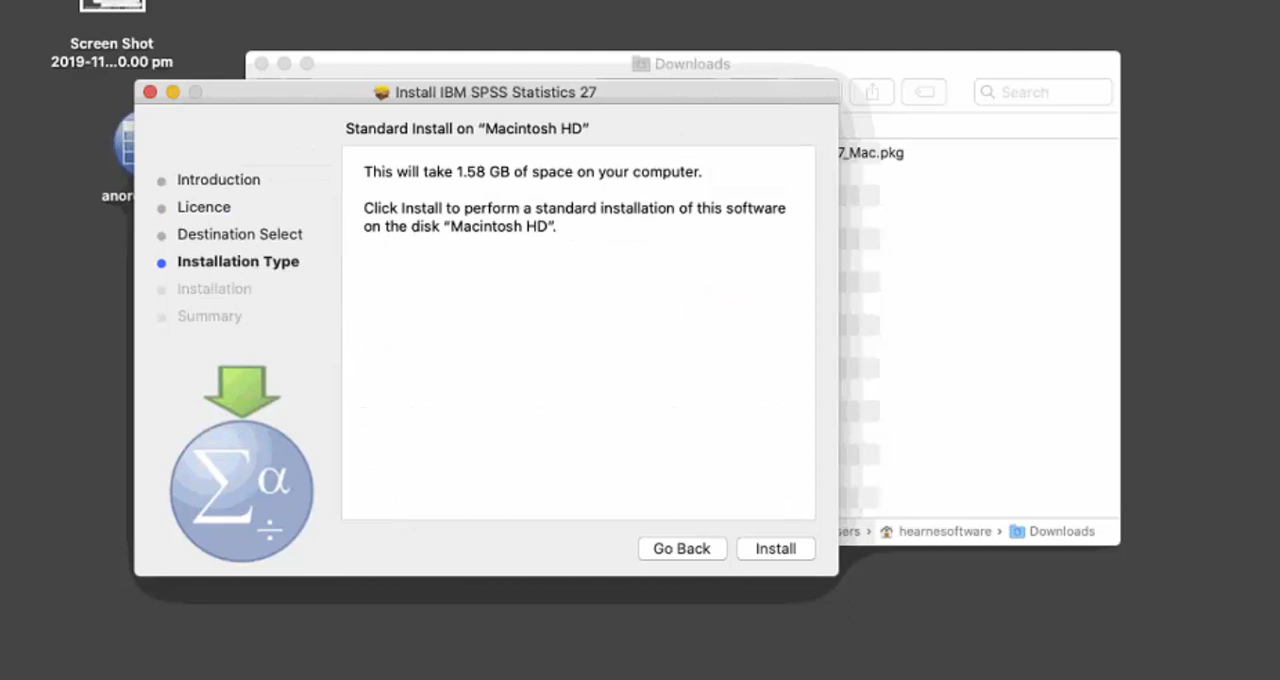 Screen Shot
2019-11...0.00 pm
Downloads
Install IBM SPSS Statistics 27
Search
Standard Install on “Macintosh HD”
7_Mac.pkg
This will take 1.58 GB of space on your computer.
Introduction
anor
Licence
Click Install to perform a standard installation of this software
on the disk “Macintosh HD”.
Destination Select
Installation Type
Installation
Summary
Σα
÷
sers › hearnesoftware › Downloads
Go Back
Install